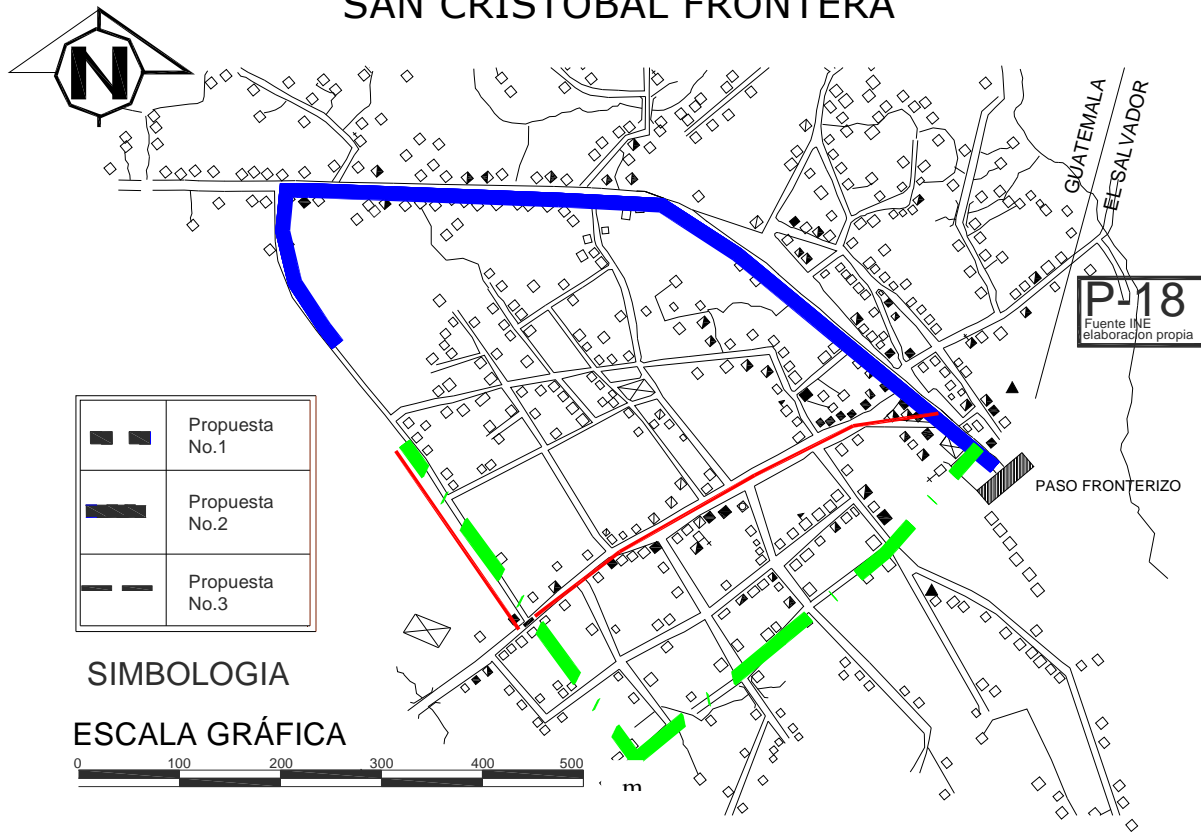 SAN CRISTOBAL FRONTERA
N
GUATEMALA
EL SALVADOR
P-18
Fuente INE
elaboracion propia
Propuesta
No.1
Propuesta
No.2
Propuesta
No.3
PASO FRONTERIZO
SIMBOLOGIA
ESCALA GRÁFICA
0 100 200 300 400 500
m